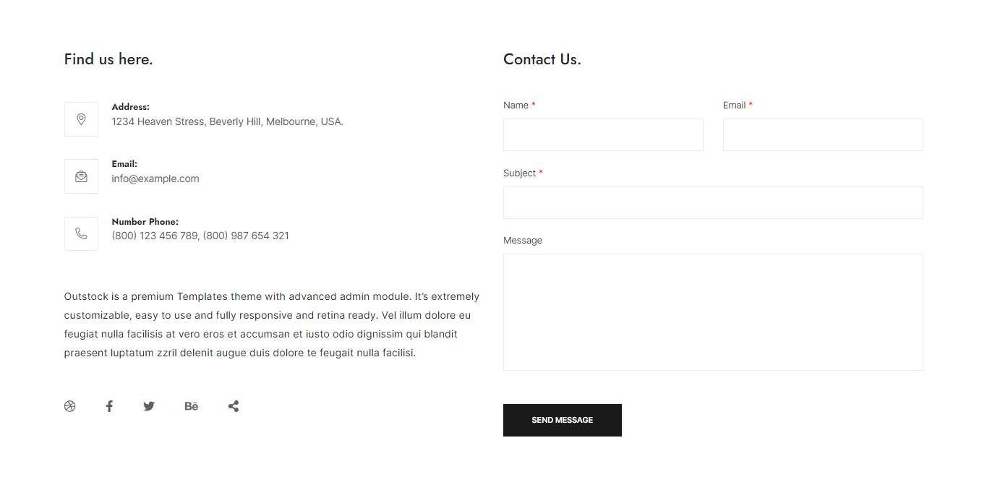 Find us here.
Address:
1234 Heaven Stress, Beverly Hill, Melbourne, USA.
Email:
info@example.com
Number Phone:
(800) 123 456 789, (800) 987 654 321
Outstock is a premium Templates theme with advanced admin module. It’s extremely
customizable, easy to use and fully responsive and retina ready. Vel illum dolore eu
feugiat nulla facilisis at vero eros et accumsan et iusto odio dignissim qui blandit
praesent luptatum zzril delenit augue duis dolore te feugait nulla facilisi.
Bē
Contact Us.
Name *
Email *
Subject *
Message
SEND MESSAGE